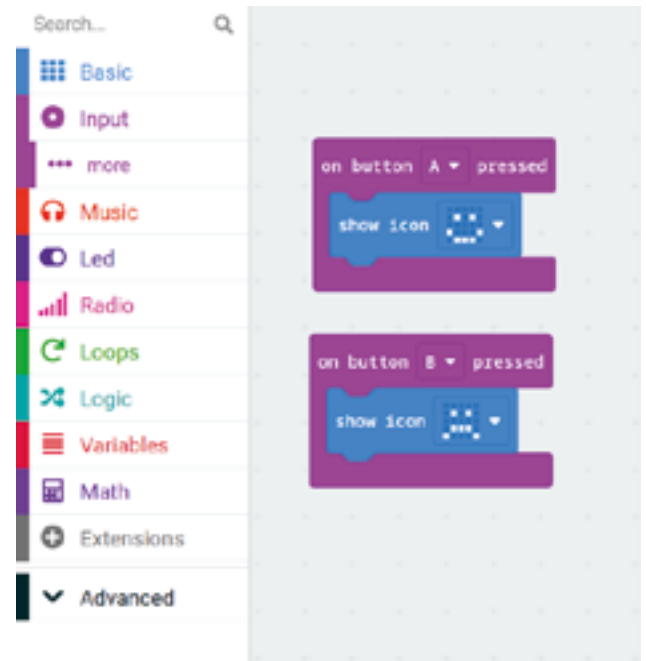 Search...
Basic
Input
more
Music
Led
Radio
Loops
Logic
Variables
Math
Extensions
Advanced
on button A pressed
show icon
on button B pressed
show icon